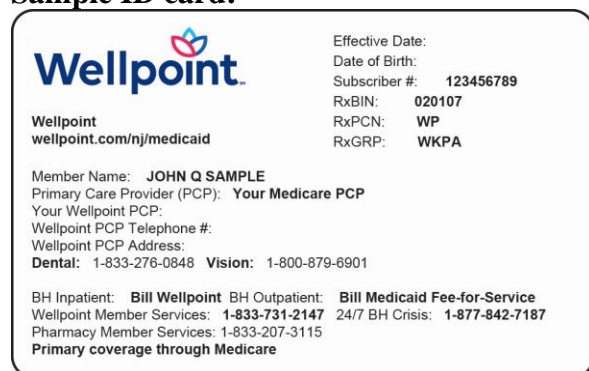 Sample ID card:
Wellpoint
Effective Date:
Date of Birth:
Subscriber #: 123456789
RxBIN: 020107
RxPCN: WP
RxGRP: WKPA
Wellpoint
wellpoint.com/nj/medicaid
Member Name: JOHN Q SAMPLE
Primary Care Provider (PCP): Your Medicare PCP
Your Wellpoint PCP:
Wellpoint PCP Telephone #:
Wellpoint PCP Address:
Dental: 1-833-276-0848 Vision: 1-800-879-6901
BH Inpatient: Bill Wellpoint BH Outpatient: Bill Medicaid Fee-for-Service
Wellpoint Member Services: 1-833-731-2147 24/7 BH Crisis: 1-877-842-7187
Pharmacy Member Services: 1-833-207-3115
Primary coverage through Medicare